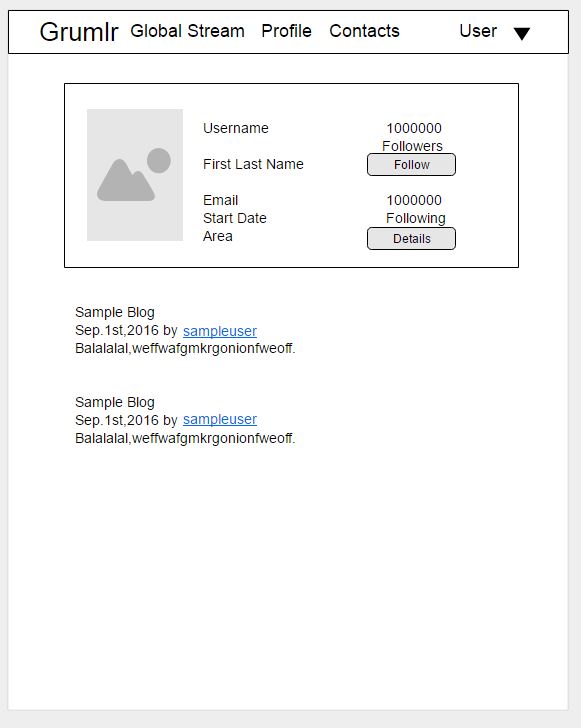 Grumlr Global Stream Profile Contacts User
Username
First Last Name
Email
Start Date
Area
1000000
Followers
Follow
1000000
Following
Details
Sample Blog
Sep.1st,2016 by sampleuser
Balalalal,weffwafgmkrgonionfweoff.
Sample Blog
Sep.1st,2016 by sampleuser
Balalalal,weffwafgmkrgonionfweoff.